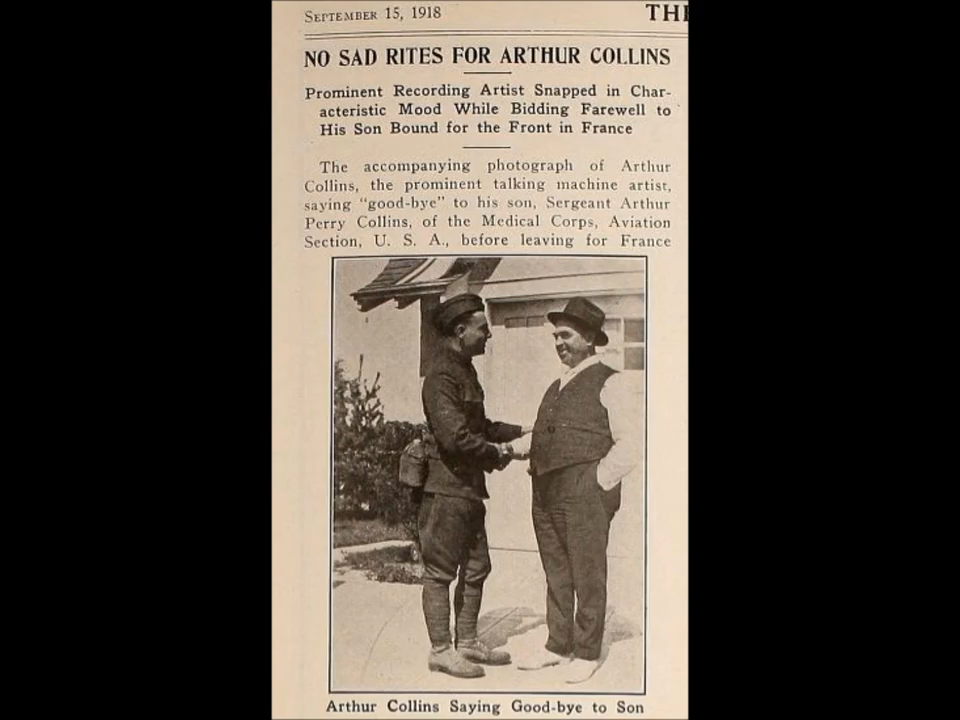 September 15, 1918
NO SAD RITES FOR ARTHUR COLLINS
Prominent Recording Artist Snapped in Char-
acteristic Mood While Bidding Farewell to
His Son Bound for the Front in France
The accompanying photograph of Arthur
Collins, the prominent talking machine artist,
saying "good-bye" to his son, Sergeant Arthur
Perry Collins, of the Medical Corps, Aviation
Section, U. S. A., before leaving for France
Arthur Collins Saying Good-bye to Son